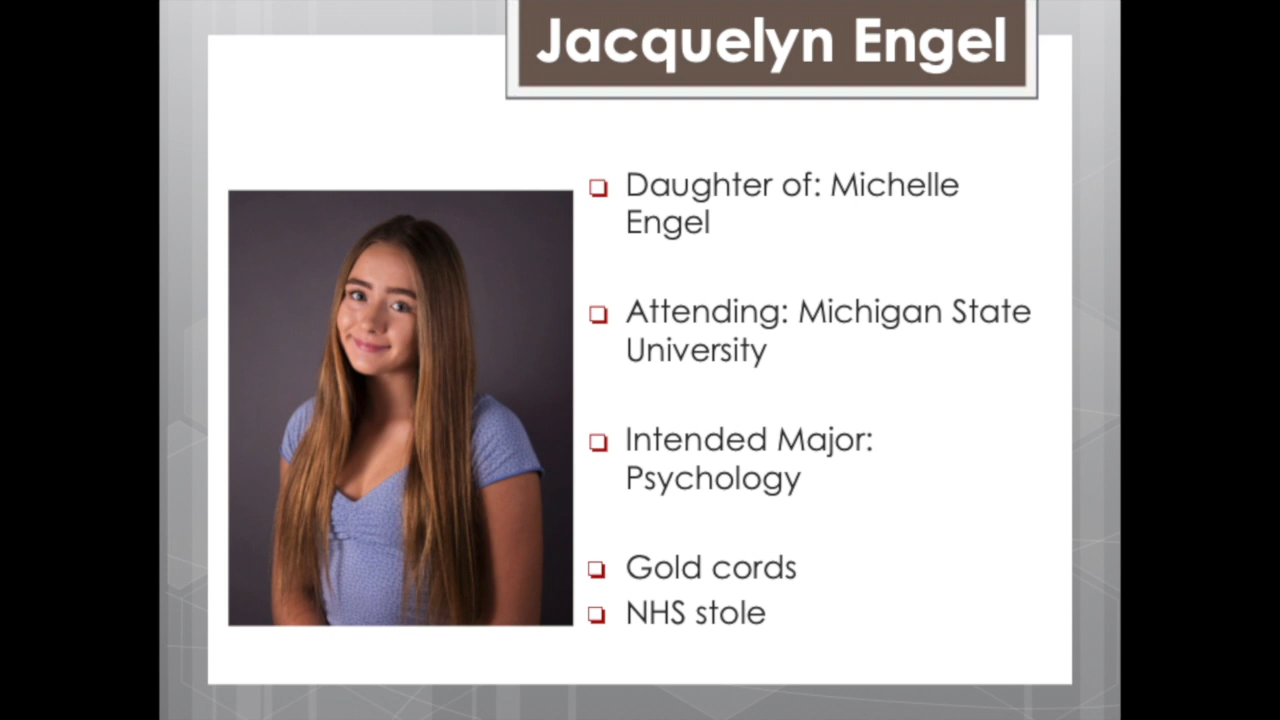 Jacquelyn Engel
Daughter of: Michelle
Engel
Attending: Michigan State
University
Intended Major:
Psychology
Gold cords
NHS stole